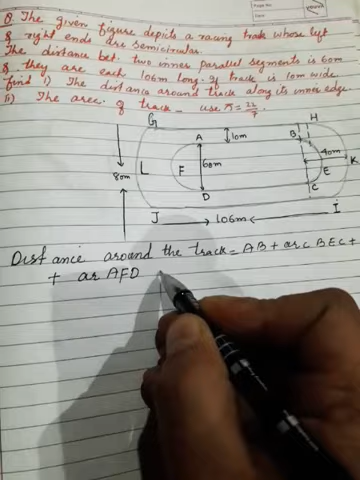 Q. The given figure depicts a racing track whose left
& right ends are semicircular.
The distance bet two inner parallel segments is 60m
& they are each 106m long. If track is 10m wide
find i) The distance around track along its inner edge.
ii) The area of track - use π = 22/7.
G H
A 10m B
80m L F 60m 40m E K
D C
J 106m I
Distance around the track = AB + arc BEC +
+ ar AFD